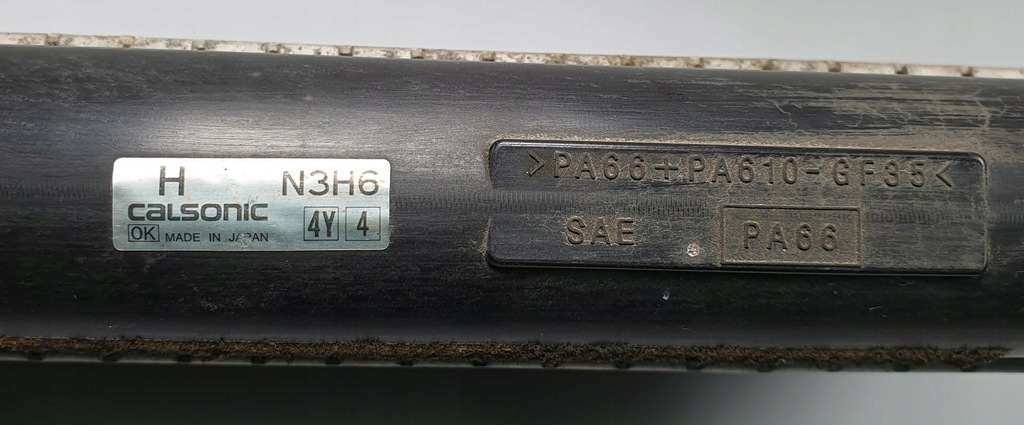 H N3H6
calsonic
OK MADE IN JAPAN 4Y 4
>PA66+PA610-GF35<
SAE PA66